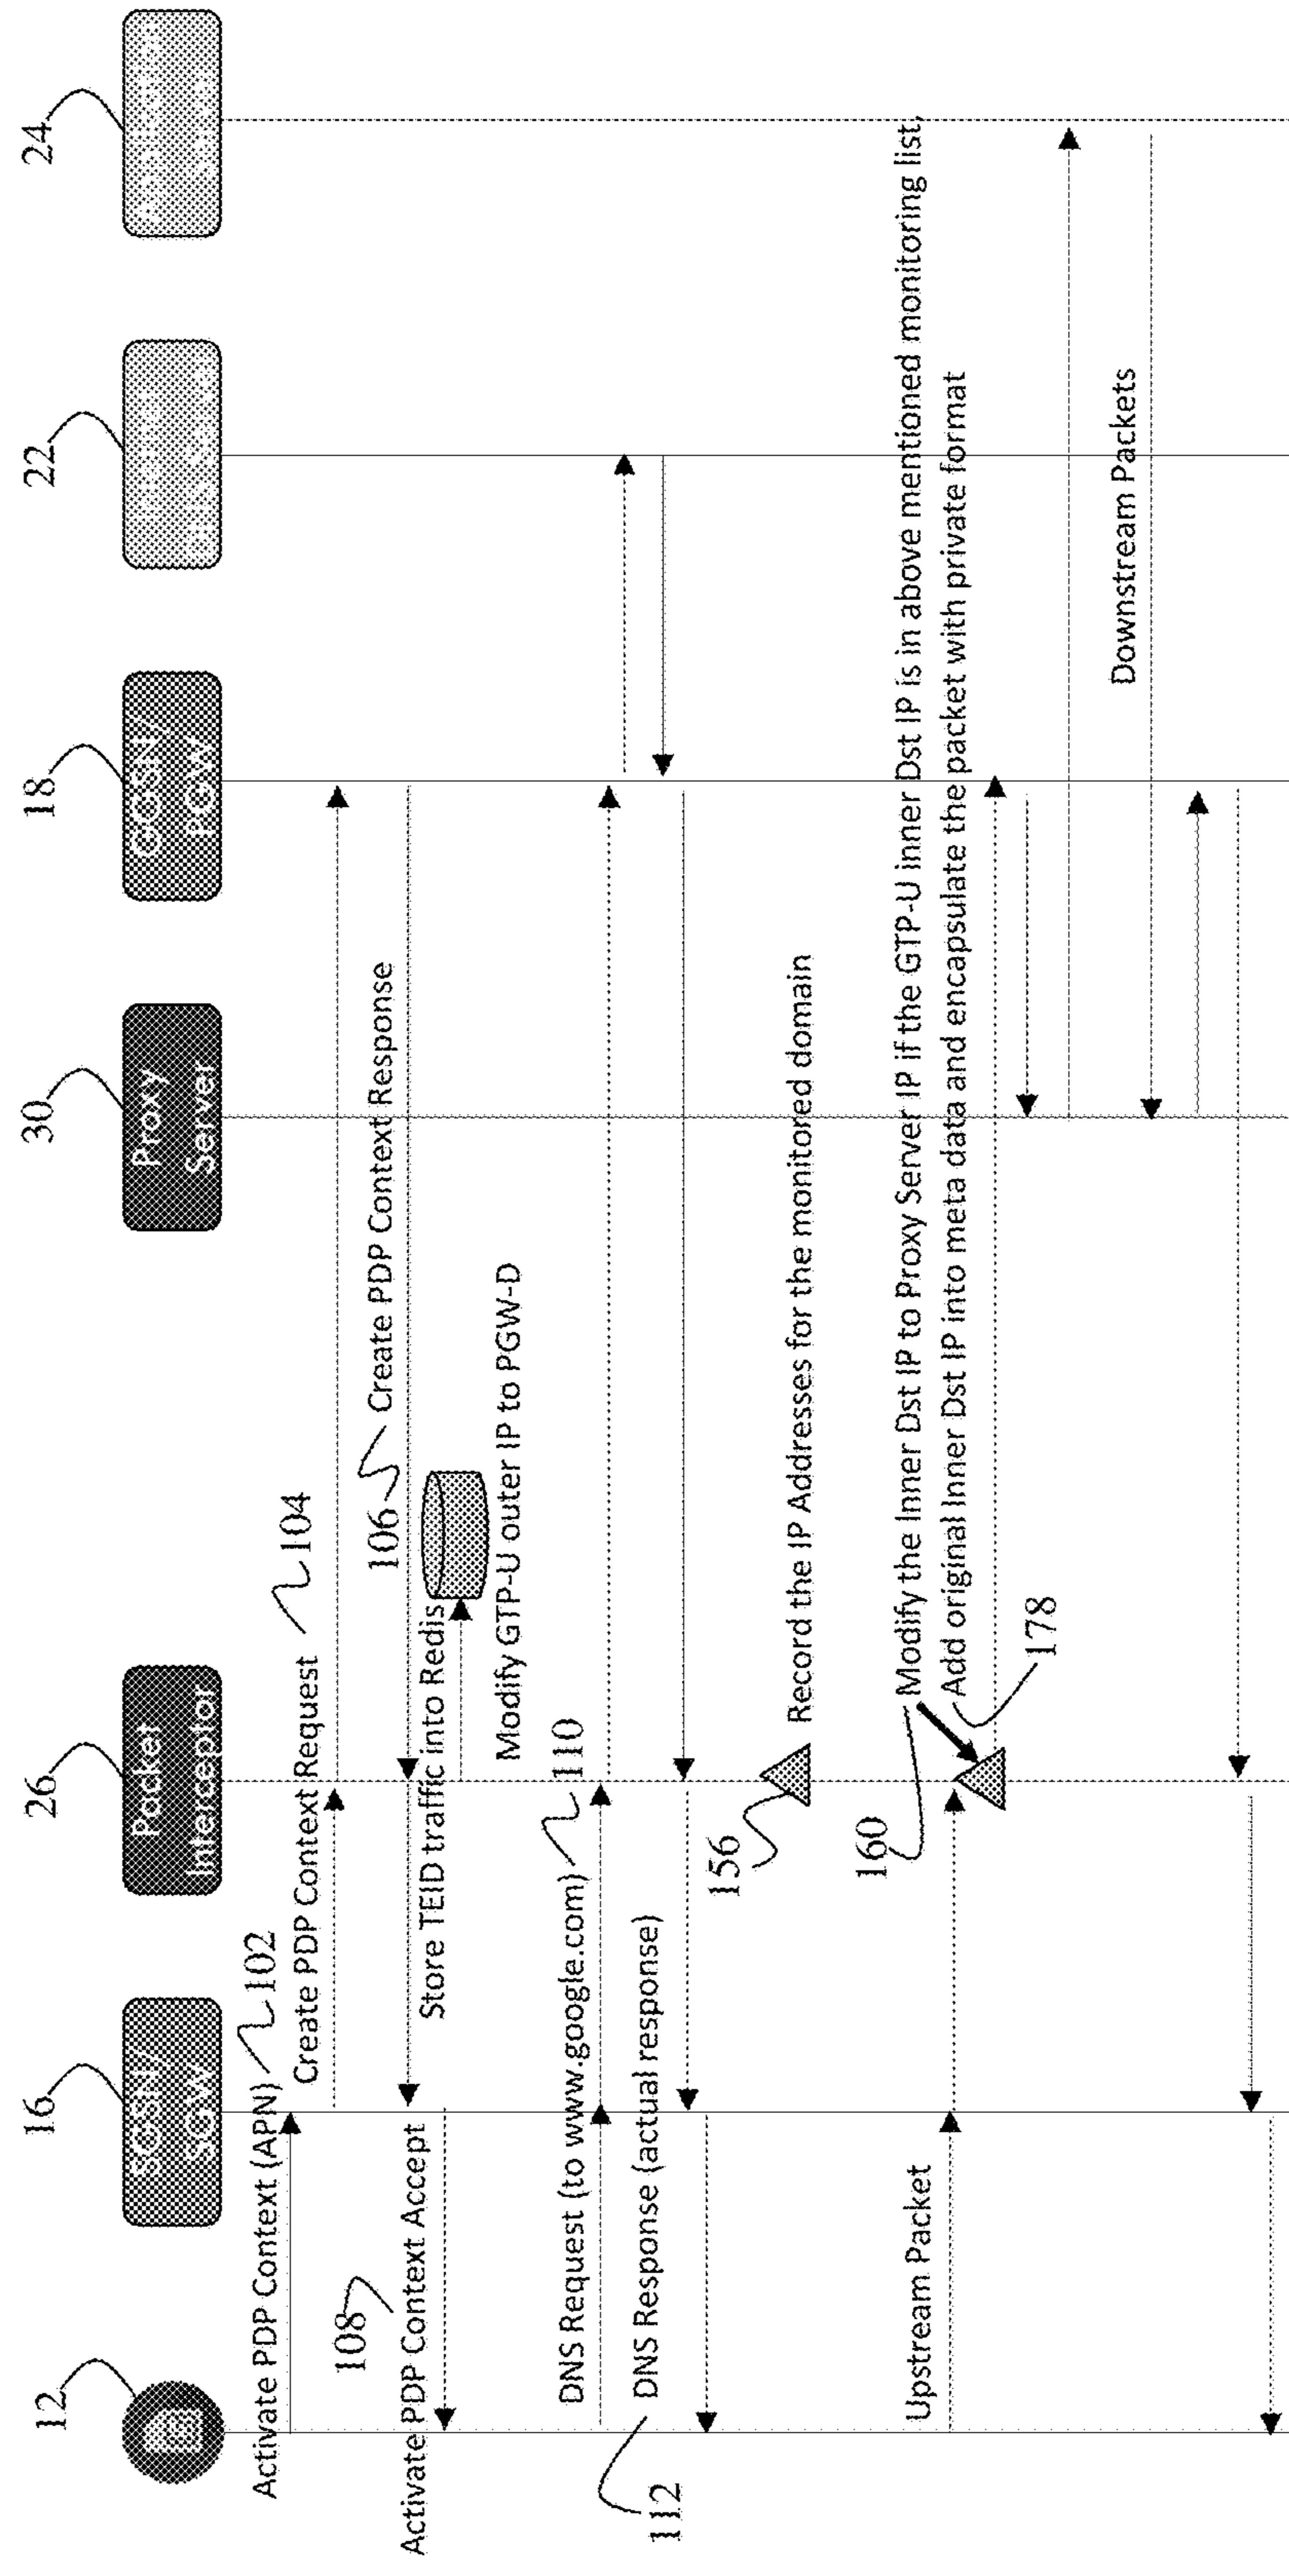 12
16
26
30
18
22
24
SGSN/
SGW
Packet
Interceptor
Proxy
Server
GGSN/
PGW
Activate PDP Context (APN)
102
Create PDP Context Request
104
106
Create PDP Context Response
108
Activate PDP Context Accept
Store TEID traffic into Redis
Modify GTP-U outer IP to PGW-D
DNS Request (to www.google.com)
110
112
DNS Response (actual response)
156
Record the IP Addresses for the monitored domain
160
Modify the Inner Dst IP to Proxy Server IP if the GTP-U inner Dst IP is in above mentioned monitoring list,
Add original Inner Dst IP into meta data and encapsulate the packet with private format
178
Upstream Packet
Downstream Packets